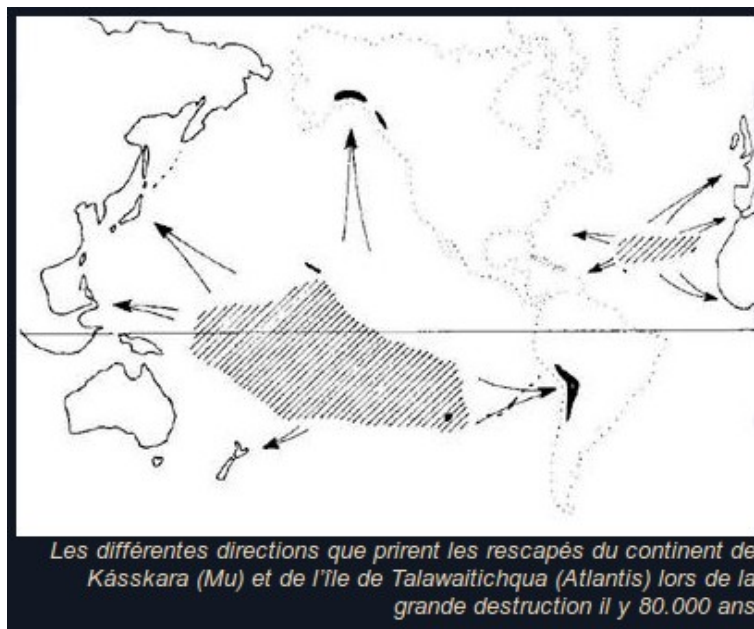 Les différentes directions que prirent les rescapés du continent de
Kásskara (Mu) et de l'île de Talawaitichqua (Atlantis) lors de la
grande destruction il y 80.000 ans